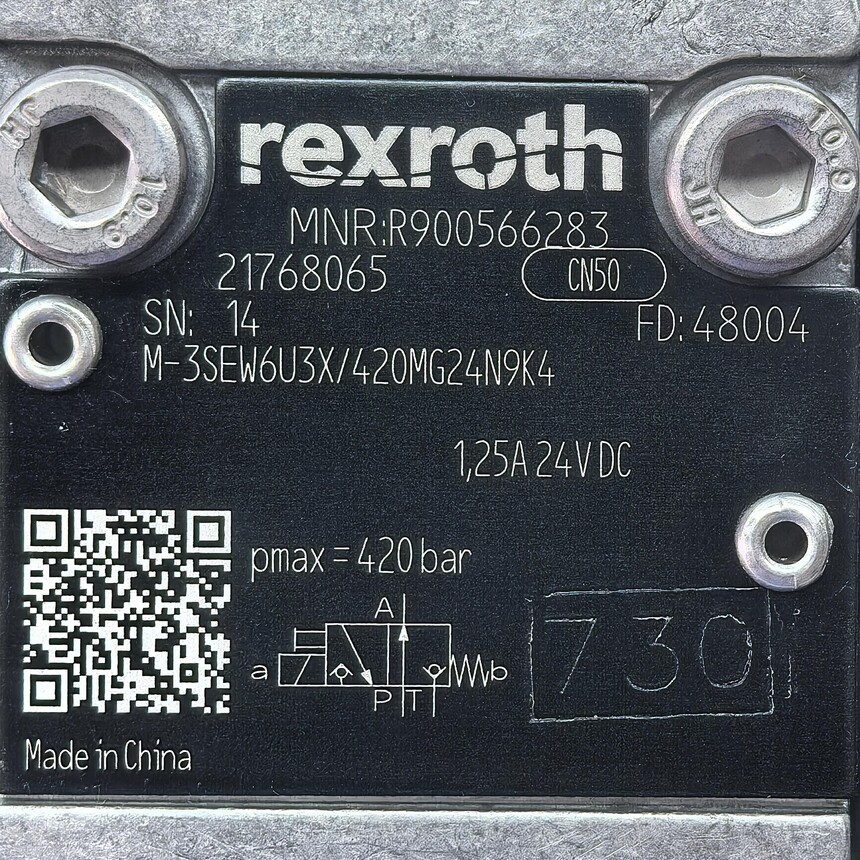 rexroth
MNR:R900566283
21768065 CN50
SN: 14 FD: 48004
M-3SEW6U3X/420MG24N9K4
1,25A 24V DC
pmax = 420 bar
A
a b
P T
730
Made in China
10.9
JH
10.9